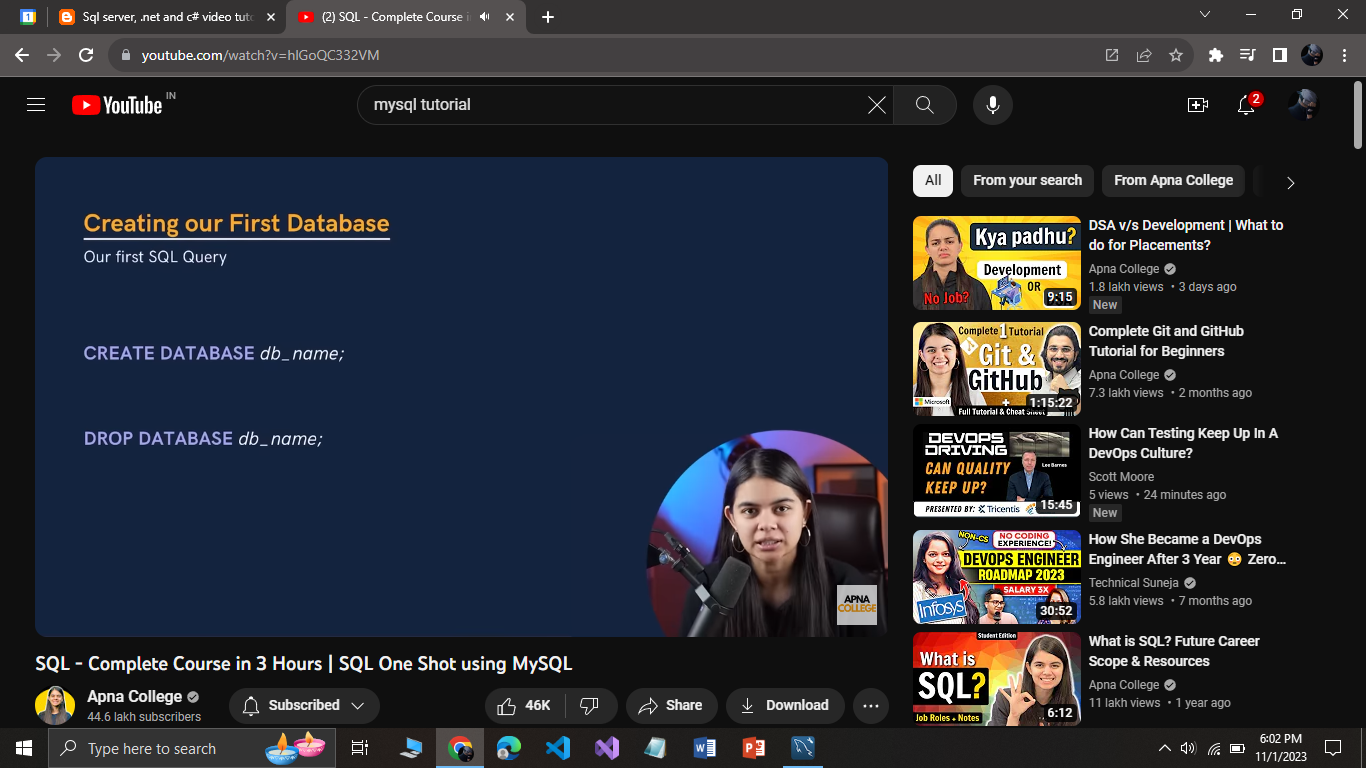 Sql server, .net and c# video tuto
(2) SQL - Complete Course in
youtube.com/watch?v=hlGoQC332VM
YouTube IN
mysql tutorial
2
Creating our First Database
Our first SQL Query
CREATE DATABASE db_name;
DROP DATABASE db_name;
APNA
COLLEGE
SQL - Complete Course in 3 Hours | SQL One Shot using MySQL
Apna College
44.6 lakh subscribers
Subscribed
46K
Share
Download
All
From your search
From Apna College
Kya padhu?
Development
OR
No Job?
9:15
DSA v/s Development | What to
do for Placements?
Apna College
1.8 lakh views • 3 days ago
New
Complete 1 Tutorial
Git &
GitHub
+
Microsoft
Full Tutorial & Cheat Sheet
1:15:22
Complete Git and GitHub
Tutorial for Beginners
Apna College
7.3 lakh views • 2 months ago
DEVOPS
DRIVING
CAN QUALITY
KEEP UP?
Lee Barnes
PRESENTED BY: Tricentis
15:45
How Can Testing Keep Up In A
DevOps Culture?
Scott Moore
5 views • 24 minutes ago
New
NON-CS
NO CODING
EXPERIENCE!
DEVOPS ENGINEER
ROADMAP 2023
SALARY 3X
Infosys
30:52
How She Became a DevOps
Engineer After 3 Year 😳 Zero...
Technical Suneja
5.8 lakh views • 7 months ago
Student Edition
What is
SQL?
Job Roles + Notes
6:12
What is SQL? Future Career
Scope & Resources
Apna College
11 lakh views • 1 year ago
Type here to search
6:02 PM
11/1/2023